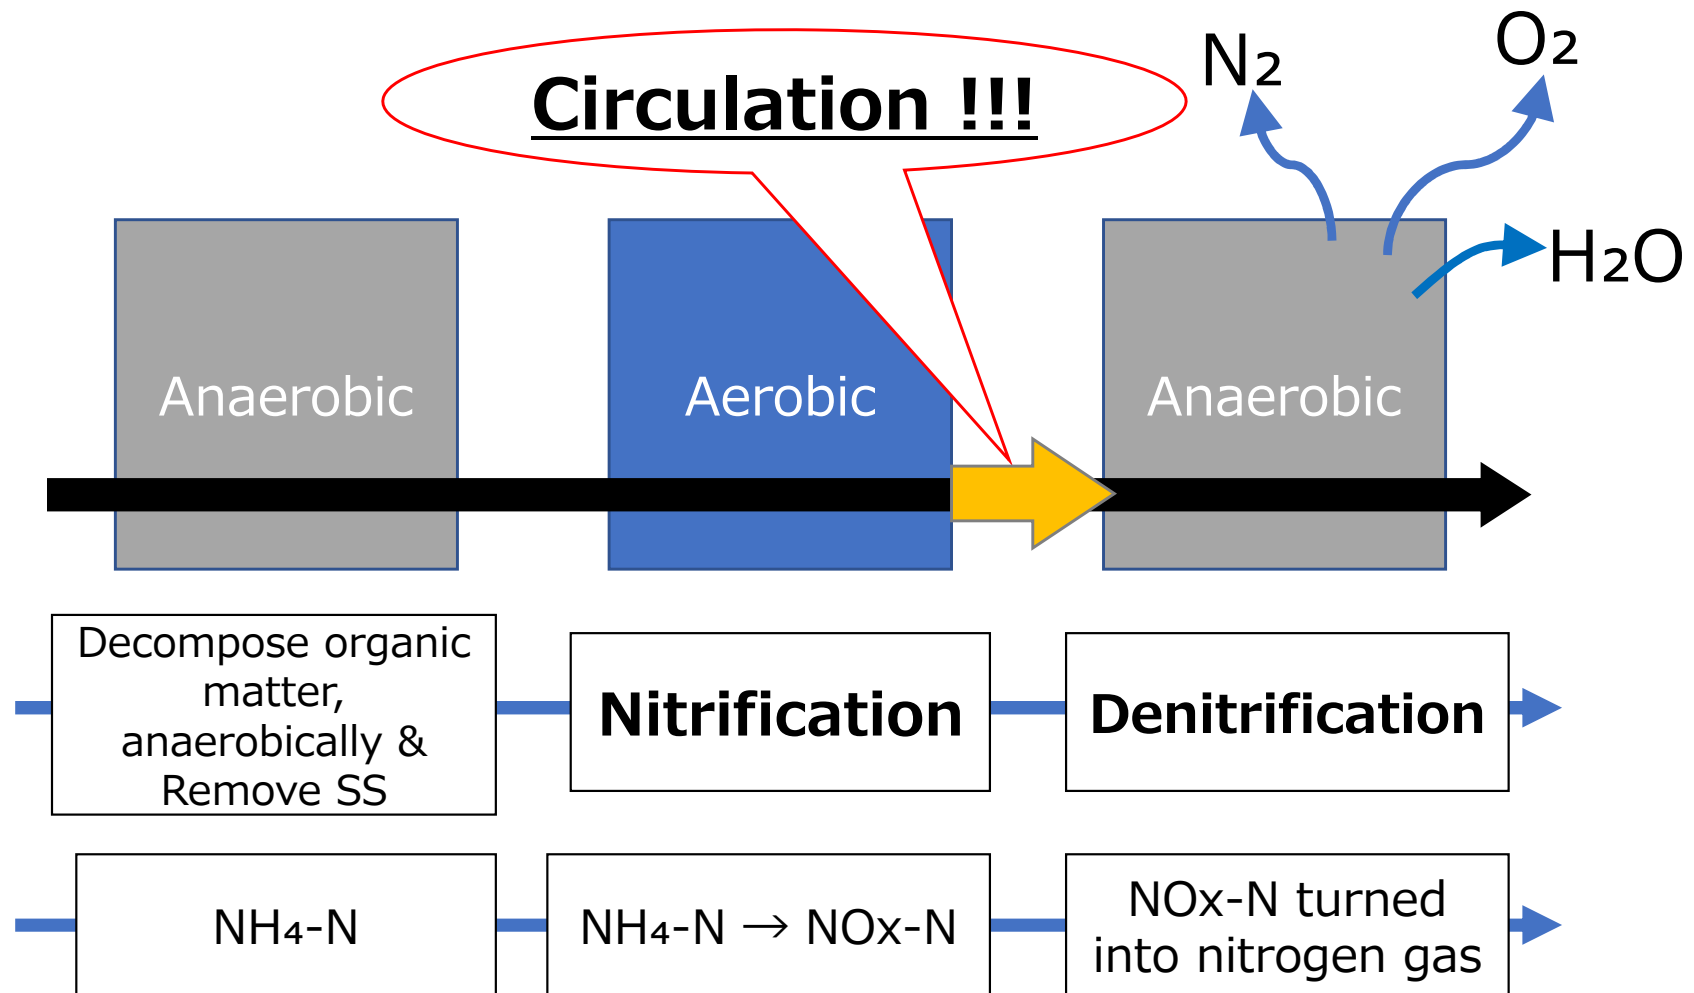 Circulation !!!
N₂
O₂
H₂O
Anaerobic
Aerobic
Anaerobic
Decompose organic
matter,
anaerobically &
Remove SS
Nitrification
Denitrification
NH₄-N
NH₄-N → NOx-N
NOx-N turned
into nitrogen gas